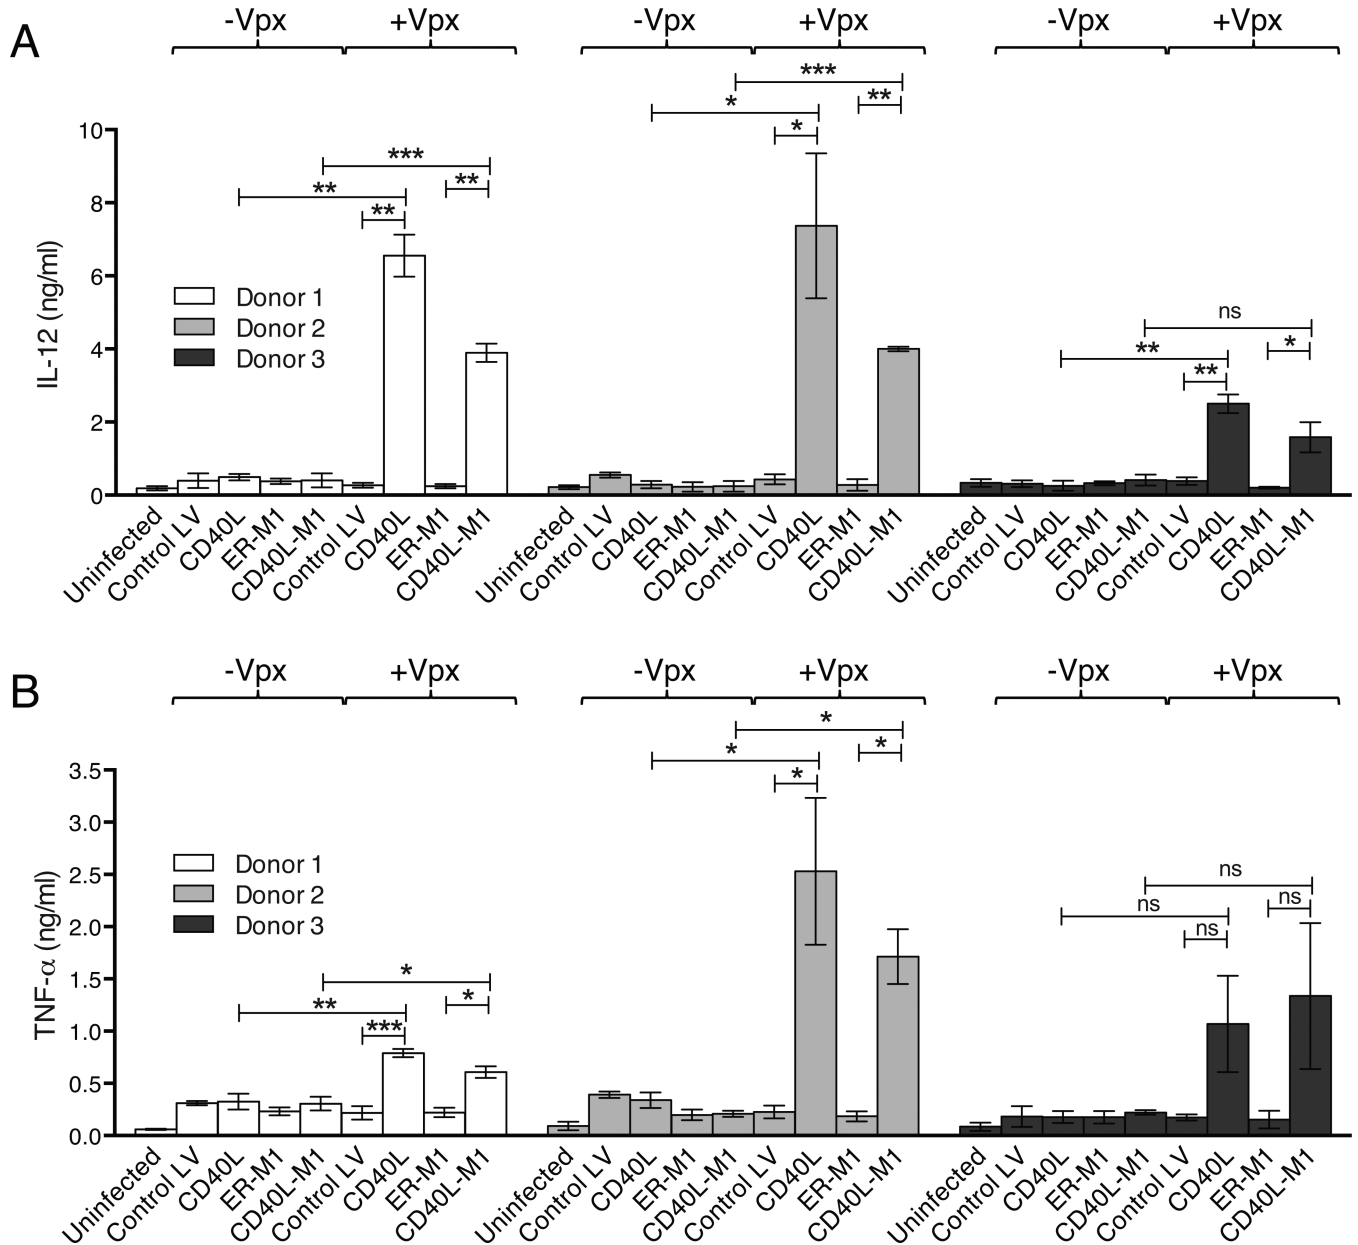 A
-Vpx +Vpx -Vpx +Vpx -Vpx +Vpx
*** ** * ** ***
** ** * *
ns ** ** *
10
8
6
4
2
0
IL-12 (ng/ml)
Donor 1
Donor 2
Donor 3
Uninfected Control LV CD40L ER-M1 CD40L-M1 Control LV CD40L ER-M1 CD40L-M1 Uninfected Control LV CD40L ER-M1 CD40L-M1 Control LV CD40L ER-M1 CD40L-M1 Uninfected Control LV CD40L ER-M1 CD40L-M1 Control LV CD40L ER-M1 CD40L-M1
B
-Vpx +Vpx -Vpx +Vpx -Vpx +Vpx
* * * *
ns ns ns ns
* ** * ***
3.5
3.0
2.5
2.0
1.5
1.0
0.5
0.0
TNF-α (ng/ml)
Donor 1
Donor 2
Donor 3
Uninfected Control LV CD40L ER-M1 CD40L-M1 Control LV CD40L ER-M1 CD40L-M1 Uninfected Control LV CD40L ER-M1 CD40L-M1 Control LV CD40L ER-M1 CD40L-M1 Uninfected Control LV CD40L ER-M1 CD40L-M1 Control LV CD40L ER-M1 CD40L-M1